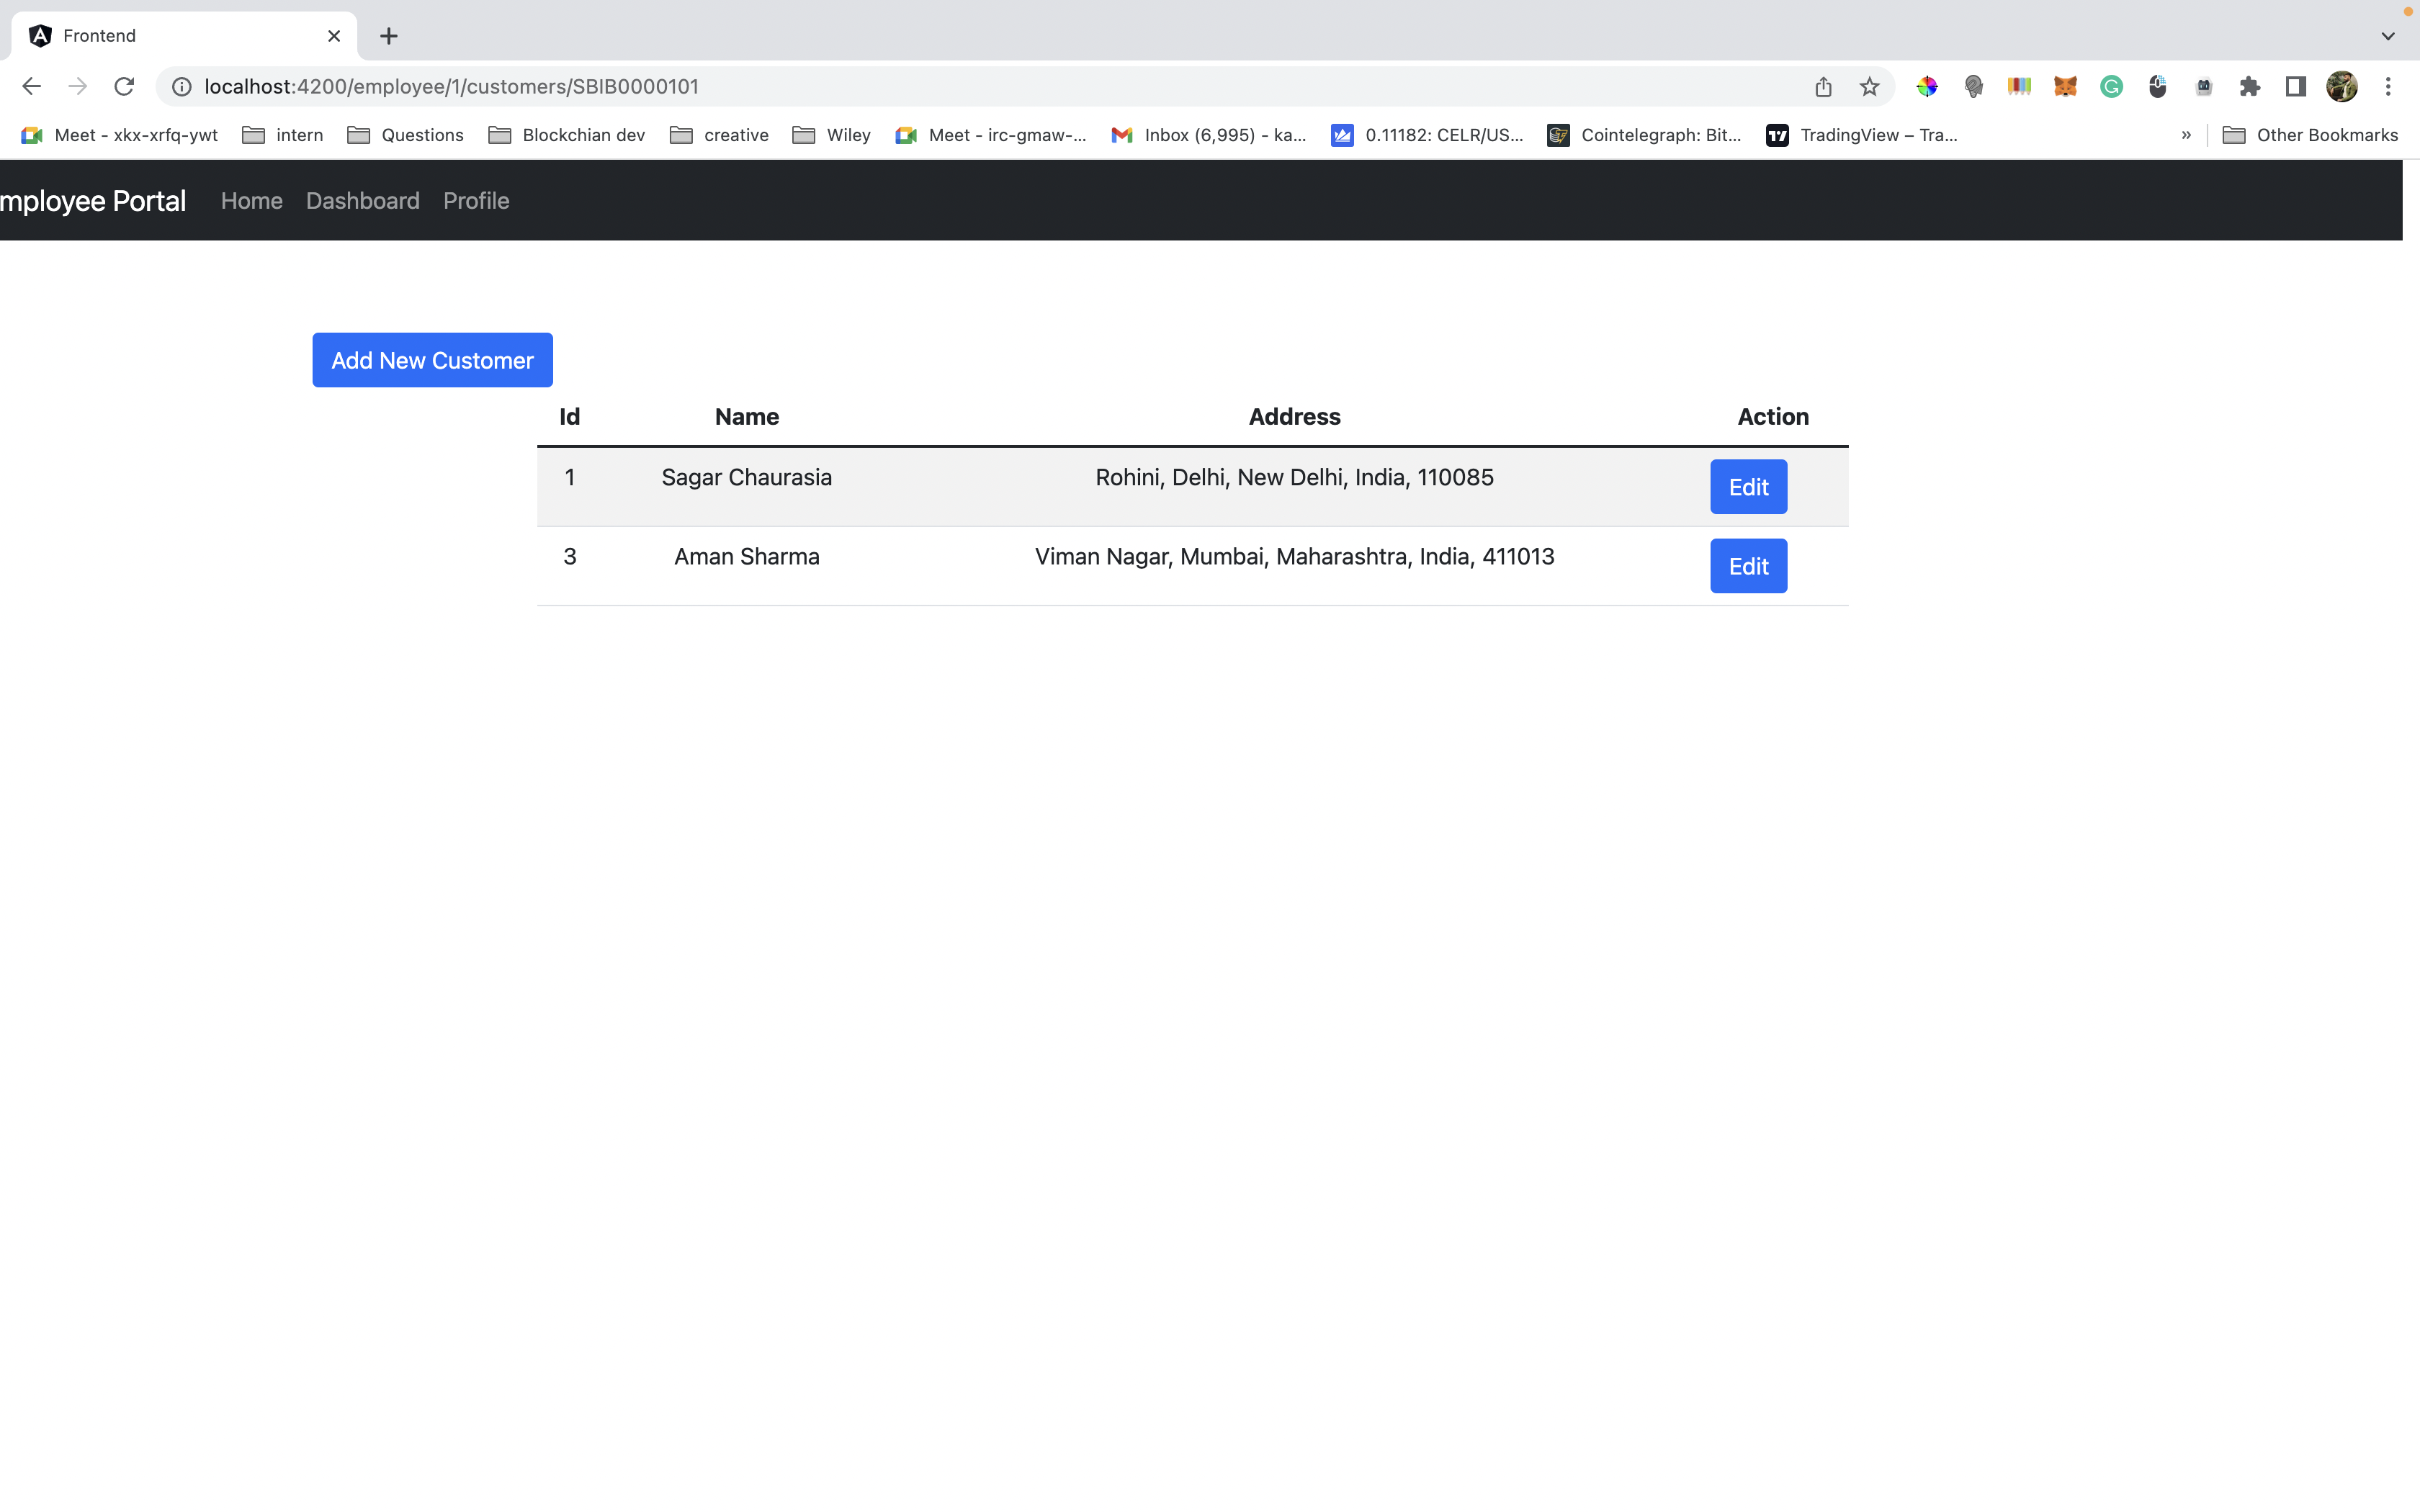 Frontend
localhost:4200/employee/1/customers/SBIB0000101
Meet - xkx-xrfq-ywt intern Questions Blockchian dev creative Wiley Meet - irc-gmaw-... Inbox (6,995) - ka... 0.11182: CELR/US... Cointelegraph: Bit... TradingView – Tra... » Other Bookmarks
mployee Portal Home Dashboard Profile
Add New Customer
Id Name Address Action
1 Sagar Chaurasia Rohini, Delhi, New Delhi, India, 110085 Edit
3 Aman Sharma Viman Nagar, Mumbai, Maharashtra, India, 411013 Edit